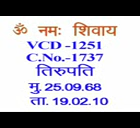 ॐ नमः शिवाय
VCD -1251
C.No.-1737
तिरुपति
मु. 25.09.68
ता. 19.02.10